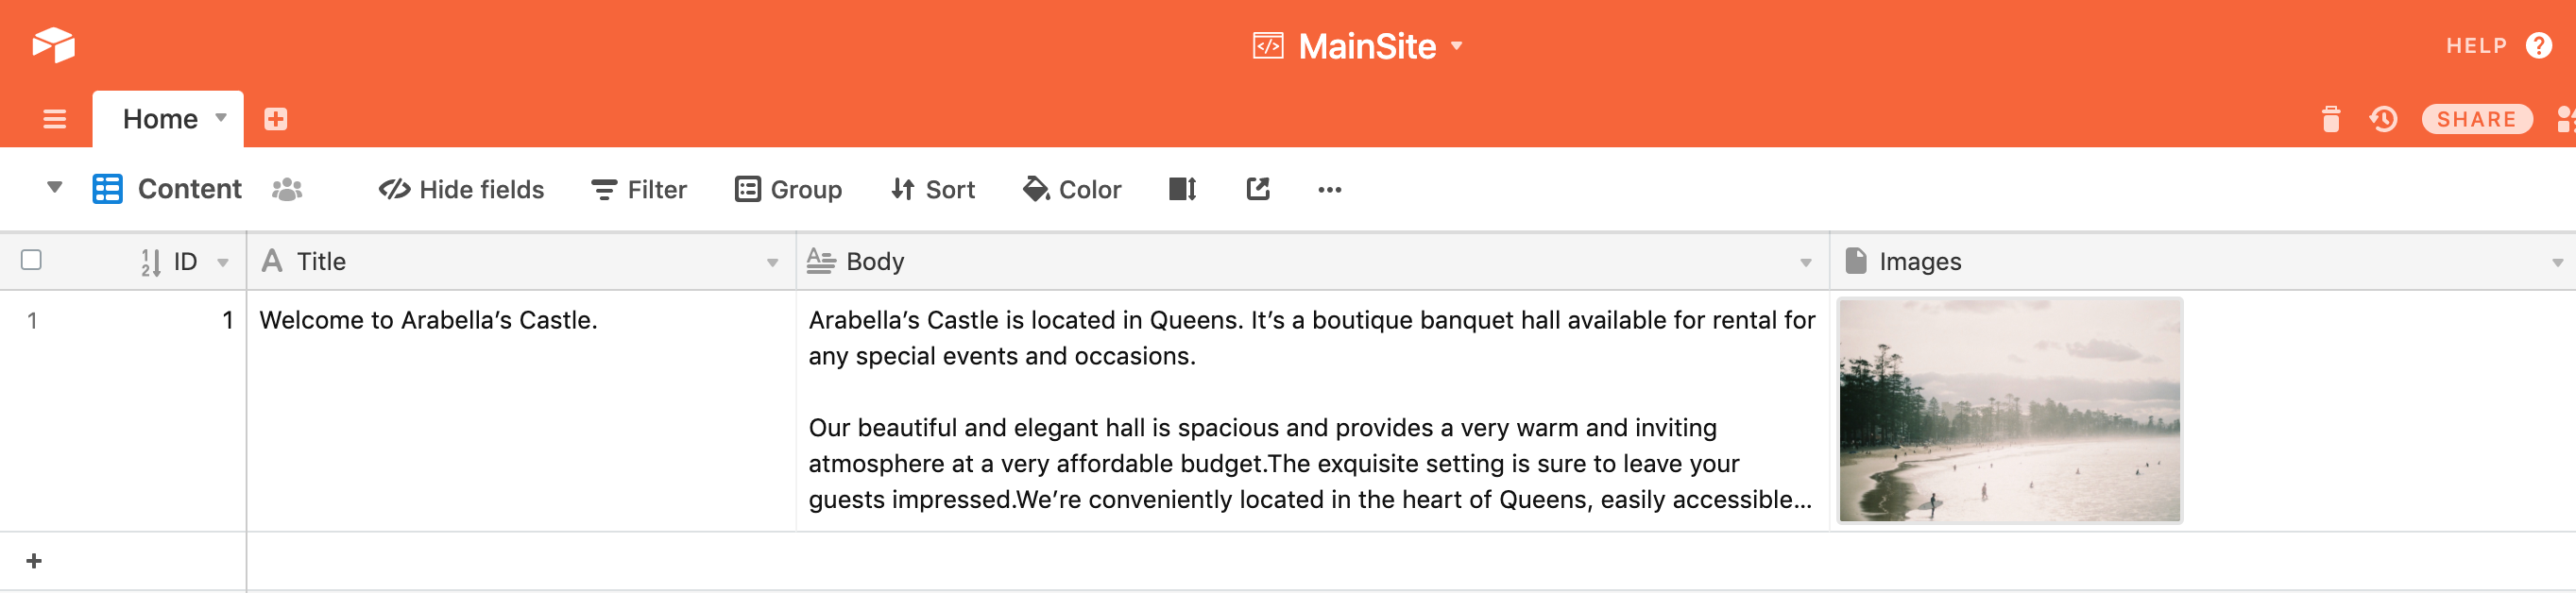 MainSite
HELP
Home
SHARE
Content
Hide fields
Filter
Group
Sort
Color
ID
Title
Body
Images
1
1
Welcome to Arabella’s Castle.
Arabella’s Castle is located in Queens. It’s a boutique banquet hall available for rental for
any special events and occasions.
Our beautiful and elegant hall is spacious and provides a very warm and inviting
atmosphere at a very affordable budget.The exquisite setting is sure to leave your
guests impressed.We’re conveniently located in the heart of Queens, easily accessible...